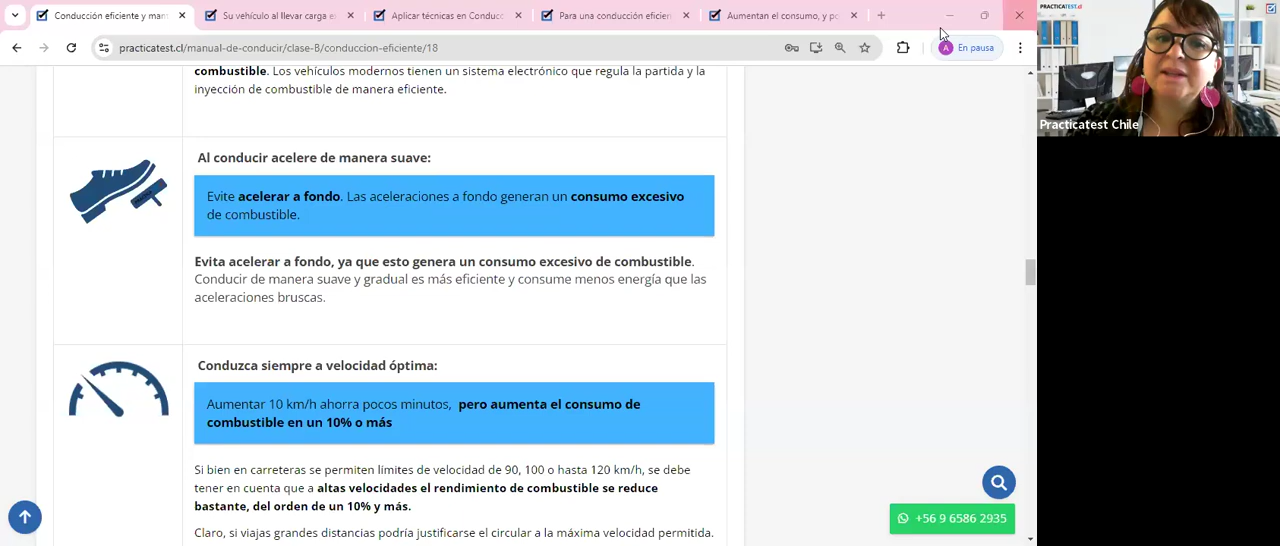 Conducción eficiente y man
Su vehículo al llevar carga e
Aplicar técnicas en Conducc
Para una conducción eficien
Aumentan el consumo, y po
practicatest.cl/manual-de-conducir/clase-B/conduccion-eficiente/18
A En pausa
PRACTICATEST.cl
Practicatest Chile
combustible. Los vehículos modernos tienen un sistema electrónico que regula la partida y la
inyección de combustible de manera eficiente.
Al conducir acelere de manera suave:
Evite acelerar a fondo. Las aceleraciones a fondo generan un consumo excesivo
de combustible.
Evita acelerar a fondo, ya que esto genera un consumo excesivo de combustible.
Conducir de manera suave y gradual es más eficiente y consume menos energía que las
aceleraciones bruscas.
Conduzca siempre a velocidad óptima:
Aumentar 10 km/h ahorra pocos minutos, pero aumenta el consumo de
combustible en un 10% o más
Si bien en carreteras se permiten límites de velocidad de 90, 100 o hasta 120 km/h, se debe
tener en cuenta que a altas velocidades el rendimiento de combustible se reduce
bastante, del orden de un 10% y más.
Claro, si viajas grandes distancias podría justificarse el circular a la máxima velocidad permitida.
+56 9 6586 2935